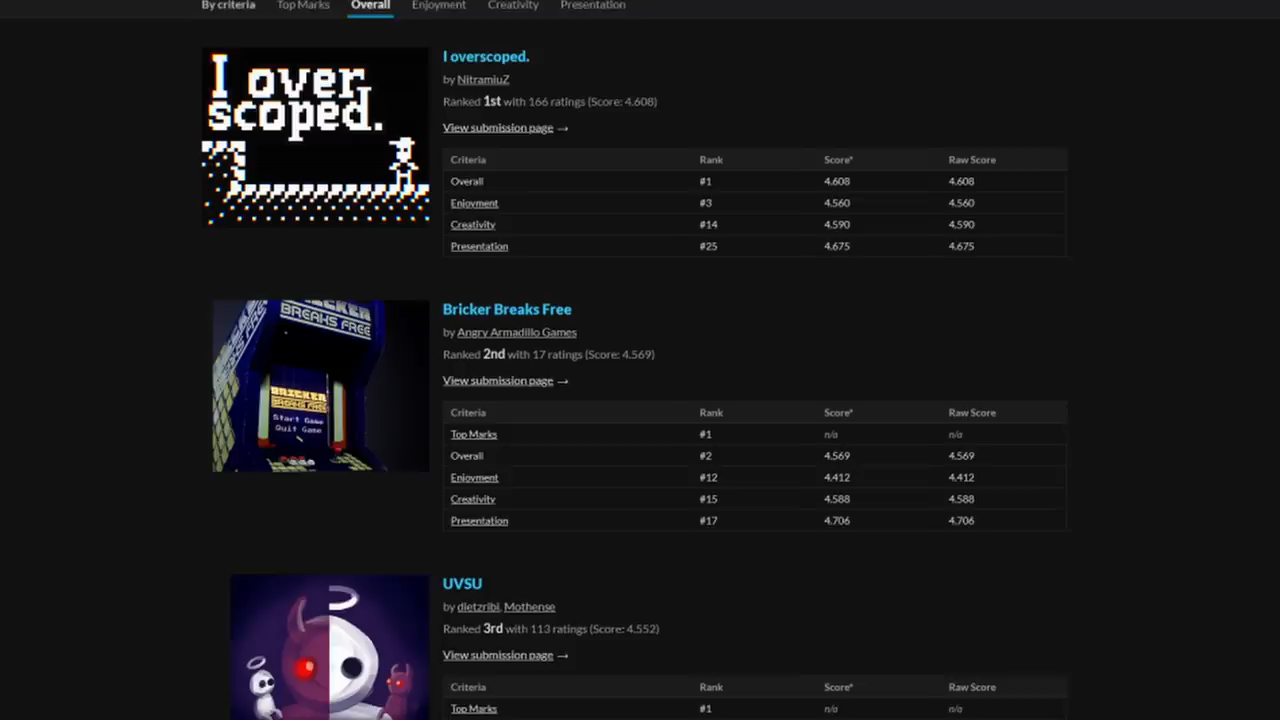 By criteria Top Marks Overall Enjoyment Creativity Presentation
I over
scoped.
I overscoped.
by NitramiuZ
Ranked 1st with 166 ratings (Score: 4.608)
View submission page →
Criteria Rank Score* Raw Score
Overall #1 4.608 4.608
Enjoyment #3 4.560 4.560
Creativity #14 4.590 4.590
Presentation #25 4.675 4.675
BREAKS FREE
BRICKER
BREAKS FREE
Start Game
Quit Game
Bricker Breaks Free
by Angry Armadillo Games
Ranked 2nd with 17 ratings (Score: 4.569)
View submission page →
Criteria Rank Score* Raw Score
Top Marks #1 n/a n/a
Overall #2 4.569 4.569
Enjoyment #12 4.412 4.412
Creativity #15 4.588 4.588
Presentation #17 4.706 4.706
UVSU
by dietzribi, Mothense
Ranked 3rd with 113 ratings (Score: 4.552)
View submission page →
Criteria Rank Score* Raw Score
Top Marks #1 n/a n/a